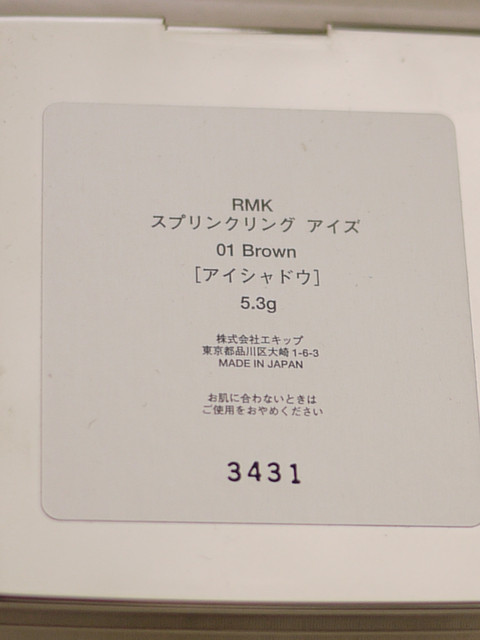 RMK
スプリンクリング アイズ
01 Brown
[アイシャドウ]
5.3g
株式会社エキップ
東京都品川区大崎1-6-3
MADE IN JAPAN
お肌に合わないときは
ご使用をおやめください
3431